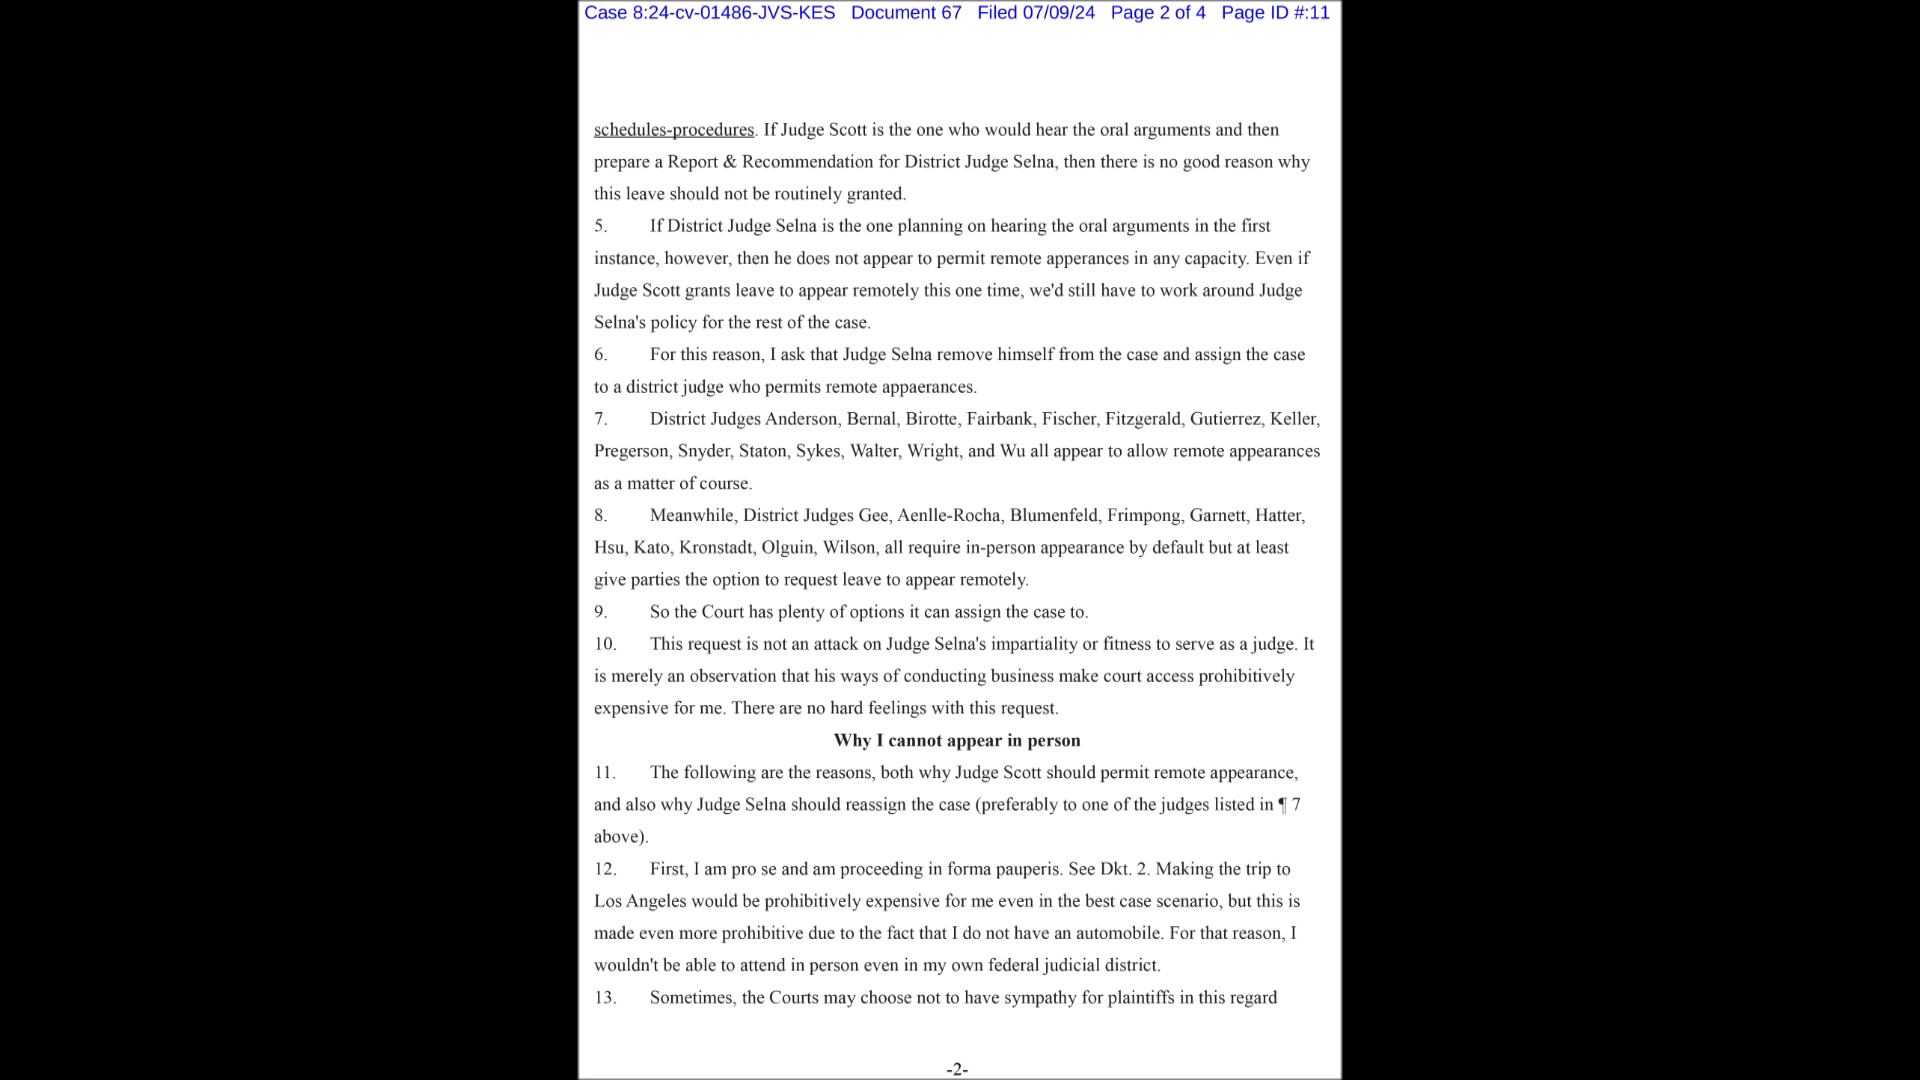 Case 8:24-cv-01486-JVS-KES Document 67 Filed 07/09/24 Page 2 of 4 Page ID #:11
schedules-procedures. If Judge Scott is the one who would hear the oral arguments and then
prepare a Report & Recommendation for District Judge Selna, then there is no good reason why
this leave should not be routinely granted.
5. If District Judge Selna is the one planning on hearing the oral arguments in the first
instance, however, then he does not appear to permit remote apperances in any capacity. Even if
Judge Scott grants leave to appear remotely this one time, we'd still have to work around Judge
Selna's policy for the rest of the case.
6. For this reason, I ask that Judge Selna remove himself from the case and assign the case
to a district judge who permits remote appaerances.
7. District Judges Anderson, Bernal, Birotte, Fairbank, Fischer, Fitzgerald, Gutierrez, Keller,
Pregerson, Snyder, Staton, Sykes, Walter, Wright, and Wu all appear to allow remote appearances
as a matter of course.
8. Meanwhile, District Judges Gee, Aenlle-Rocha, Blumenfeld, Frimpong, Garnett, Hatter,
Hsu, Kato, Kronstadt, Olguin, Wilson, all require in-person appearance by default but at least
give parties the option to request leave to appear remotely.
9. So the Court has plenty of options it can assign the case to.
10. This request is not an attack on Judge Selna's impartiality or fitness to serve as a judge. It
is merely an observation that his ways of conducting business make court access prohibitively
expensive for me. There are no hard feelings with this request.
Why I cannot appear in person
11. The following are the reasons, both why Judge Scott should permit remote appearance,
and also why Judge Selna should reassign the case (preferably to one of the judges listed in ¶ 7
above).
12. First, I am pro se and am proceeding in forma pauperis. See Dkt. 2. Making the trip to
Los Angeles would be prohibitively expensive for me even in the best case scenario, but this is
made even more prohibitive due to the fact that I do not have an automobile. For that reason, I
wouldn't be able to attend in person even in my own federal judicial district.
13. Sometimes, the Courts may choose not to have sympathy for plaintiffs in this regard
-2-